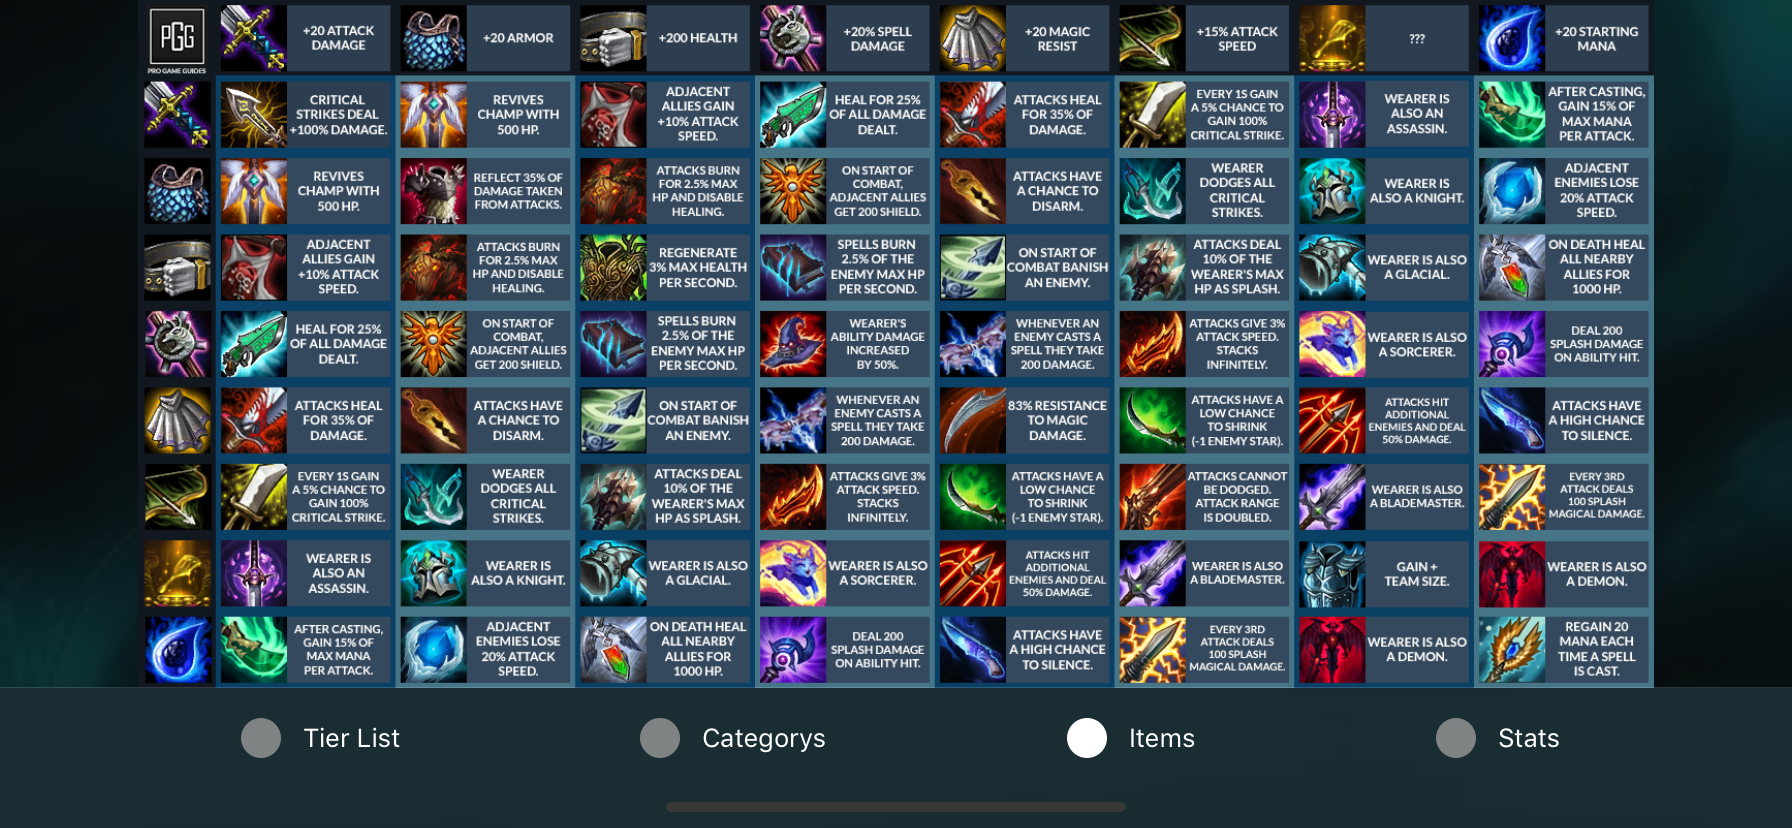 PGG
PRO GAME GUIDES
+20 ATTACK
DAMAGE
+20 ARMOR
+200 HEALTH
+20% SPELL
DAMAGE
+20 MAGIC
RESIST
+15% ATTACK
SPEED
???
+20 STARTING
MANA
CRITICAL
STRIKES DEAL
+100% DAMAGE.
REVIVES
CHAMP WITH
500 HP.
ADJACENT
ALLIES GAIN
+10% ATTACK
SPEED.
HEAL FOR 25%
OF ALL DAMAGE
DEALT.
ATTACKS HEAL
FOR 35% OF
DAMAGE.
EVERY 1S GAIN
A 5% CHANCE TO
GAIN 100%
CRITICAL STRIKE.
WEARER IS
ALSO AN
ASSASSIN.
AFTER CASTING,
GAIN 15% OF
MAX MANA
PER ATTACK.
REVIVES
CHAMP WITH
500 HP.
REFLECT 35% OF
DAMAGE TAKEN
FROM ATTACKS.
ATTACKS BURN
FOR 2.5% MAX
HP AND DISABLE
HEALING.
ON START OF
COMBAT,
ADJACENT ALLIES
GET 200 SHIELD.
ATTACKS HAVE
A CHANCE TO
DISARM.
WEARER
DODGES ALL
CRITICAL
STRIKES.
WEARER IS
ALSO A KNIGHT.
ADJACENT
ENEMIES LOSE
20% ATTACK
SPEED.
ADJACENT
ALLIES GAIN
+10% ATTACK
SPEED.
ATTACKS BURN
FOR 2.5% MAX
HP AND DISABLE
HEALING.
REGENERATE
3% MAX HEALTH
PER SECOND.
SPELLS BURN
2.5% OF THE
ENEMY MAX HP
PER SECOND.
ON START OF
COMBAT BANISH
AN ENEMY.
ATTACKS DEAL
10% OF THE
WEARER'S MAX
HP AS SPLASH.
WEARER IS ALSO
A GLACIAL.
ON DEATH HEAL
ALL NEARBY
ALLIES FOR
1000 HP.
HEAL FOR 25%
OF ALL DAMAGE
DEALT.
ON START OF
COMBAT,
ADJACENT ALLIES
GET 200 SHIELD.
SPELLS BURN
2.5% OF THE
ENEMY MAX HP
PER SECOND.
WEARER'S
ABILITY DAMAGE
INCREASED
BY 50%.
WHENEVER AN
ENEMY CASTS A
SPELL THEY TAKE
200 DAMAGE.
ATTACKS GIVE 3%
ATTACK SPEED.
STACKS
INFINITELY.
WEARER IS ALSO
A SORCERER.
DEAL 200
SPLASH DAMAGE
ON ABILITY HIT.
ATTACKS HEAL
FOR 35% OF
DAMAGE.
ATTACKS HAVE
A CHANCE TO
DISARM.
ON START OF
COMBAT BANISH
AN ENEMY.
WHENEVER AN
ENEMY CASTS A
SPELL THEY TAKE
200 DAMAGE.
83% RESISTANCE
TO MAGIC
DAMAGE.
ATTACKS HAVE A
LOW CHANCE
TO SHRINK
(-1 ENEMY STAR).
ATTACKS HIT
ADDITIONAL
ENEMIES AND DEAL
50% DAMAGE.
ATTACKS HAVE
A HIGH CHANCE
TO SILENCE.
EVERY 1S GAIN
A 5% CHANCE TO
GAIN 100%
CRITICAL STRIKE.
WEARER
DODGES ALL
CRITICAL
STRIKES.
ATTACKS DEAL
10% OF THE
WEARER'S MAX
HP AS SPLASH.
ATTACKS GIVE 3%
ATTACK SPEED.
STACKS
INFINITELY.
ATTACKS HAVE A
LOW CHANCE
TO SHRINK
(-1 ENEMY STAR).
ATTACKS CANNOT
BE DODGED.
ATTACK RANGE
IS DOUBLED.
WEARER IS ALSO
A BLADEMASTER.
EVERY 3RD
ATTACK DEALS
100 SPLASH
MAGICAL DAMAGE.
WEARER IS
ALSO AN
ASSASSIN.
WEARER IS
ALSO A KNIGHT.
WEARER IS ALSO
A GLACIAL.
WEARER IS ALSO
A SORCERER.
ATTACKS HIT
ADDITIONAL
ENEMIES AND DEAL
50% DAMAGE.
WEARER IS ALSO
A BLADEMASTER.
GAIN +
TEAM SIZE.
WEARER IS ALSO
A DEMON.
AFTER CASTING,
GAIN 15% OF
MAX MANA
PER ATTACK.
ADJACENT
ENEMIES LOSE
20% ATTACK
SPEED.
ON DEATH HEAL
ALL NEARBY
ALLIES FOR
1000 HP.
DEAL 200
SPLASH DAMAGE
ON ABILITY HIT.
ATTACKS HAVE
A HIGH CHANCE
TO SILENCE.
EVERY 3RD
ATTACK DEALS
100 SPLASH
MAGICAL DAMAGE.
WEARER IS ALSO
A DEMON.
REGAIN 20
MANA EACH
TIME A SPELL
IS CAST.
Tier List
Categorys
Items
Stats